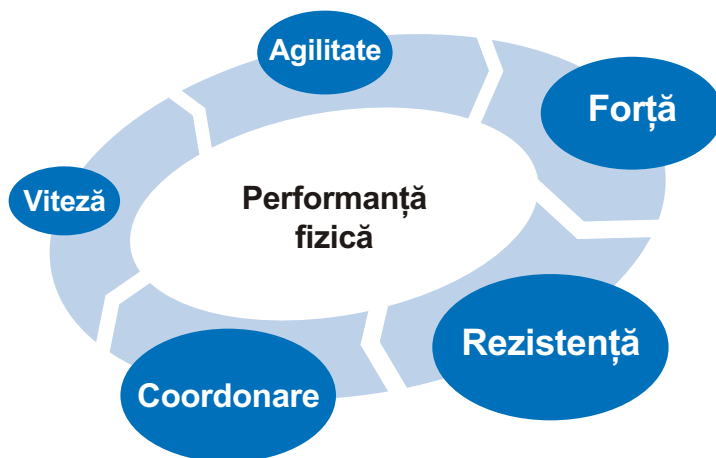 Agilitate
Forță
Viteză
Performanță
fizică
Rezistență
Coordonare